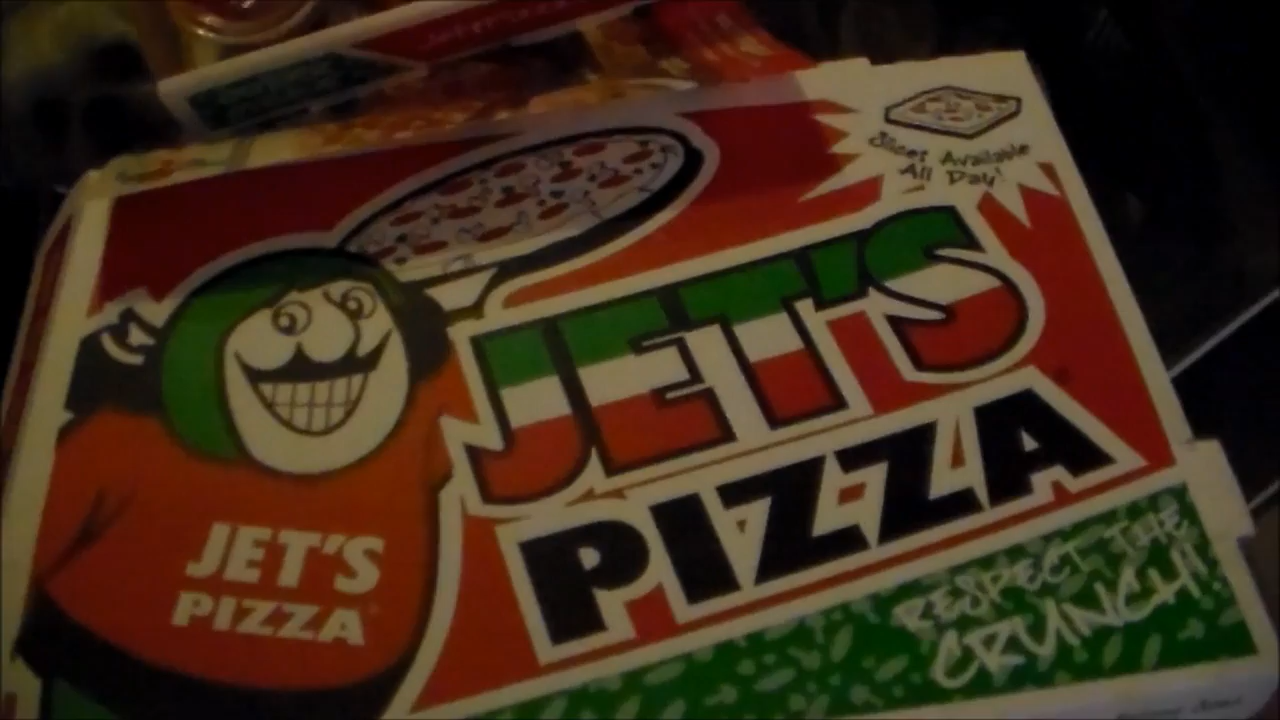 Slices Available
All Day!
JET'S
PIZZA
JET'S
PIZZA
RESPECT THE
CRUNCH!!